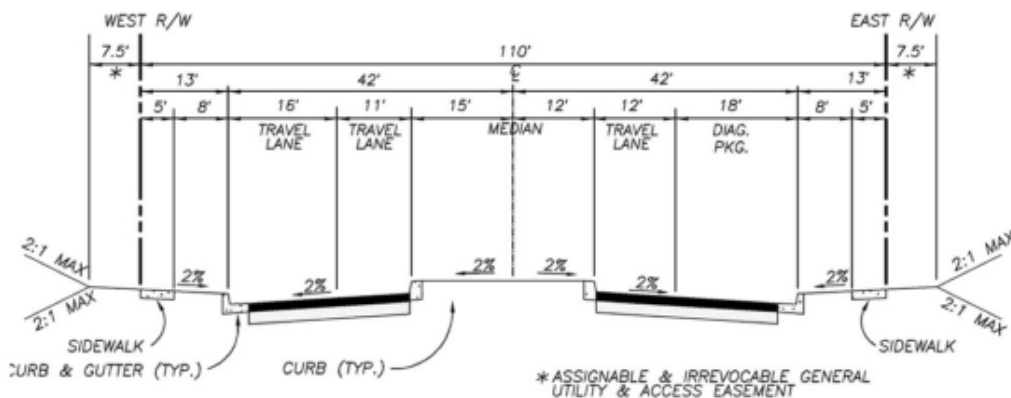 WEST R/W
EAST R/W
7.5'
110'
7.5'
*
℄
*
13'
42'
42'
13'
5'
8'
16'
11'
15'
12'
12'
18'
8'
5'
TRAVEL
LANE
TRAVEL
LANE
MEDIAN
TRAVEL
LANE
DIAG.
PKG.
2:1 MAX
2:1 MAX
2%
2%
2%
2%
2%
2%
2:1 MAX
2:1 MAX
SIDEWALK
SIDEWALK
CURB & GUTTER (TYP.)
CURB (TYP.)
* ASSIGNABLE & IRREVOCABLE GENERAL
UTILITY & ACCESS EASEMENT